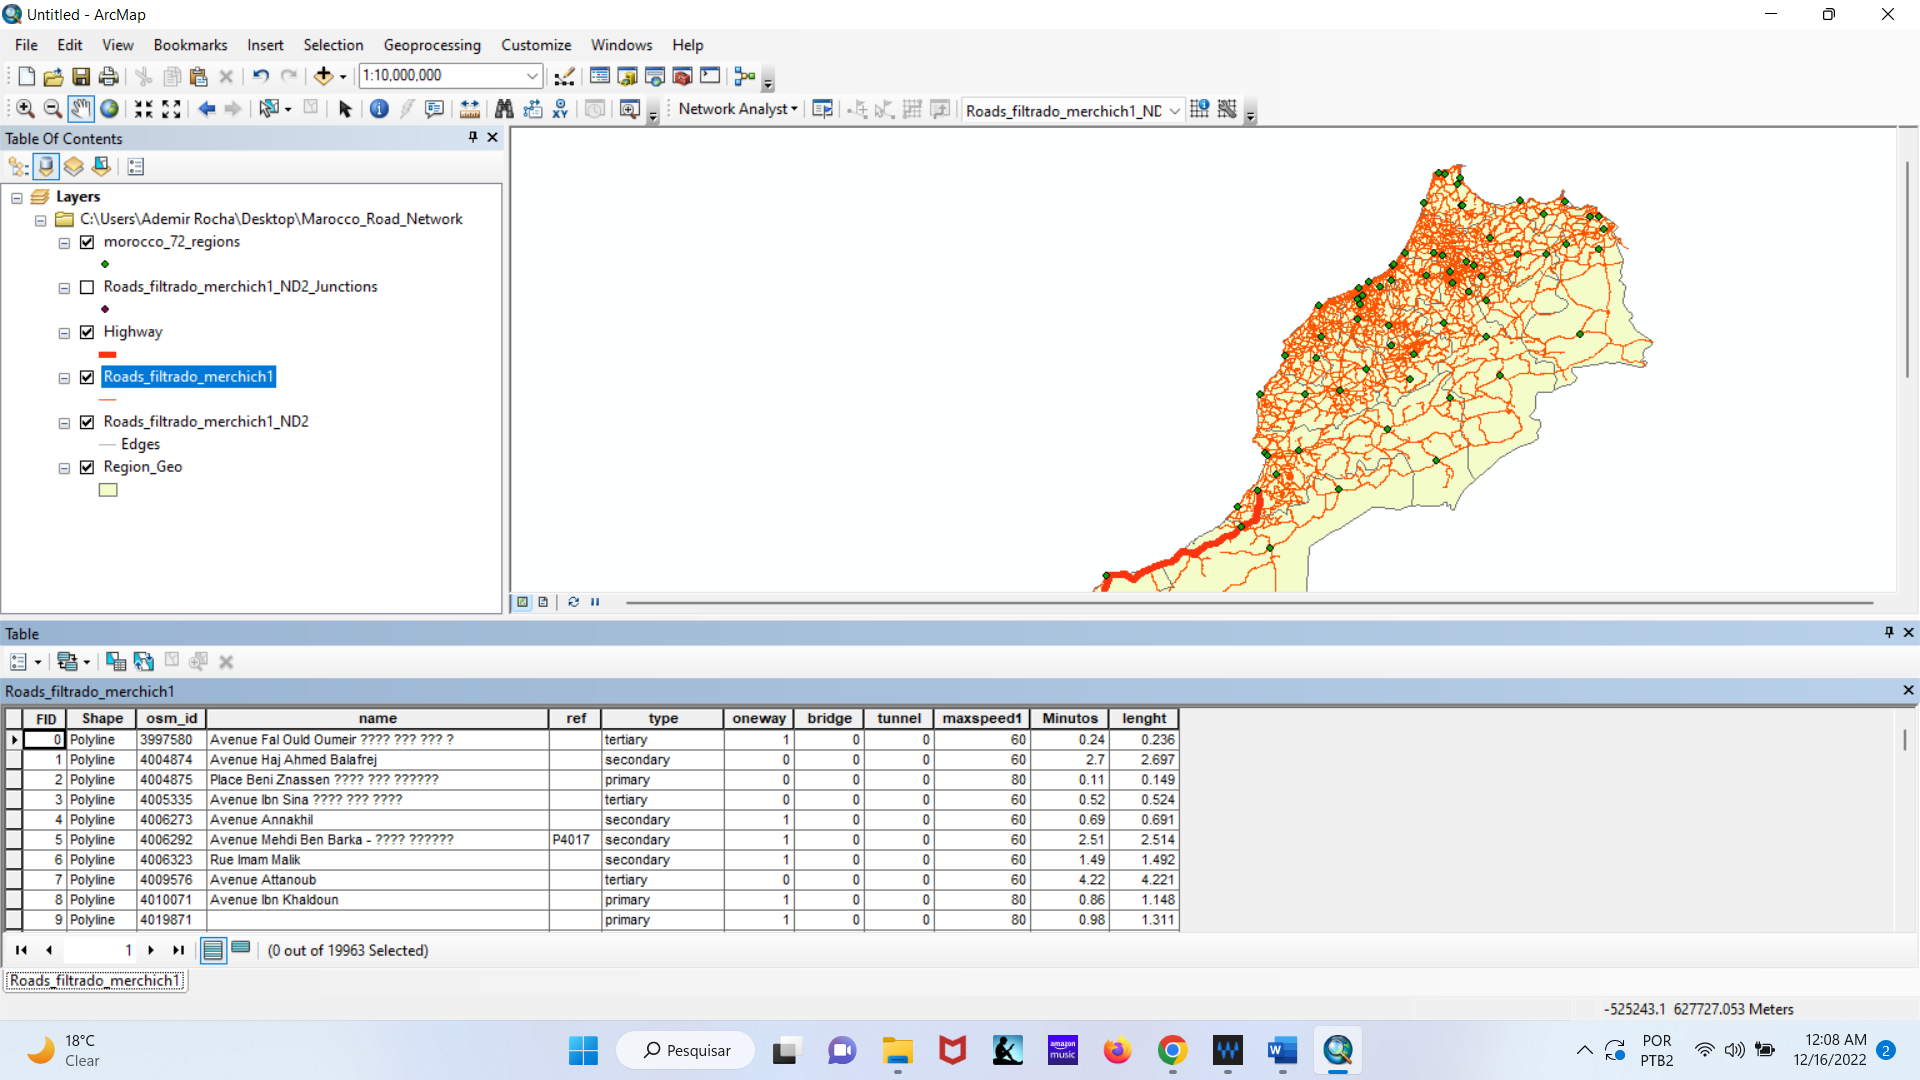 Untitled - ArcMap
File Edit View Bookmarks Insert Selection Geoprocessing Customize Windows Help
1:10,000,000
Network Analyst Roads_filtrado_merchich1_ND
Table Of Contents
Layers
C:\Users\Ademir Rocha\Desktop\Marocco_Road_Network
morocco_72_regions
Roads_filtrado_merchich1_ND2_Junctions
Highway
Roads_filtrado_merchich1
Roads_filtrado_merchich1_ND2
Edges
Region_Geo
Table
Roads_filtrado_merchich1
FID Shape osm_id name ref type oneway bridge tunnel maxspeed1 Minutos lenght
0 Polyline 3997580 Avenue Fal Ould Oumeir ???? ??? ??? ? tertiary 1 0 0 60 0.24 0.236
1 Polyline 4004874 Avenue Haj Ahmed Balafrej secondary 0 0 0 60 2.7 2.697
2 Polyline 4004875 Place Beni Znassen ???? ??? ?????? primary 0 0 0 80 0.11 0.149
3 Polyline 4005335 Avenue Ibn Sina ???? ??? ???? tertiary 0 0 0 60 0.52 0.524
4 Polyline 4006273 Avenue Annakhil secondary 1 0 0 60 0.69 0.691
5 Polyline 4006292 Avenue Mehdi Ben Barka - ???? ?????? P4017 secondary 1 0 0 60 2.51 2.514
6 Polyline 4006323 Rue Imam Malik secondary 1 0 0 60 1.49 1.492
7 Polyline 4009576 Avenue Attanoub tertiary 0 0 0 60 4.22 4.221
8 Polyline 4010071 Avenue Ibn Khaldoun primary 1 0 0 80 0.86 1.148
9 Polyline 4019871 primary 1 0 0 80 0.98 1.311
1 (0 out of 19963 Selected)
Roads_filtrado_merchich1
-525243.1 627727.053 Meters
18°C
Clear
Pesquisar
amazon music
POR
PTB2
12:08 AM
12/16/2022
2